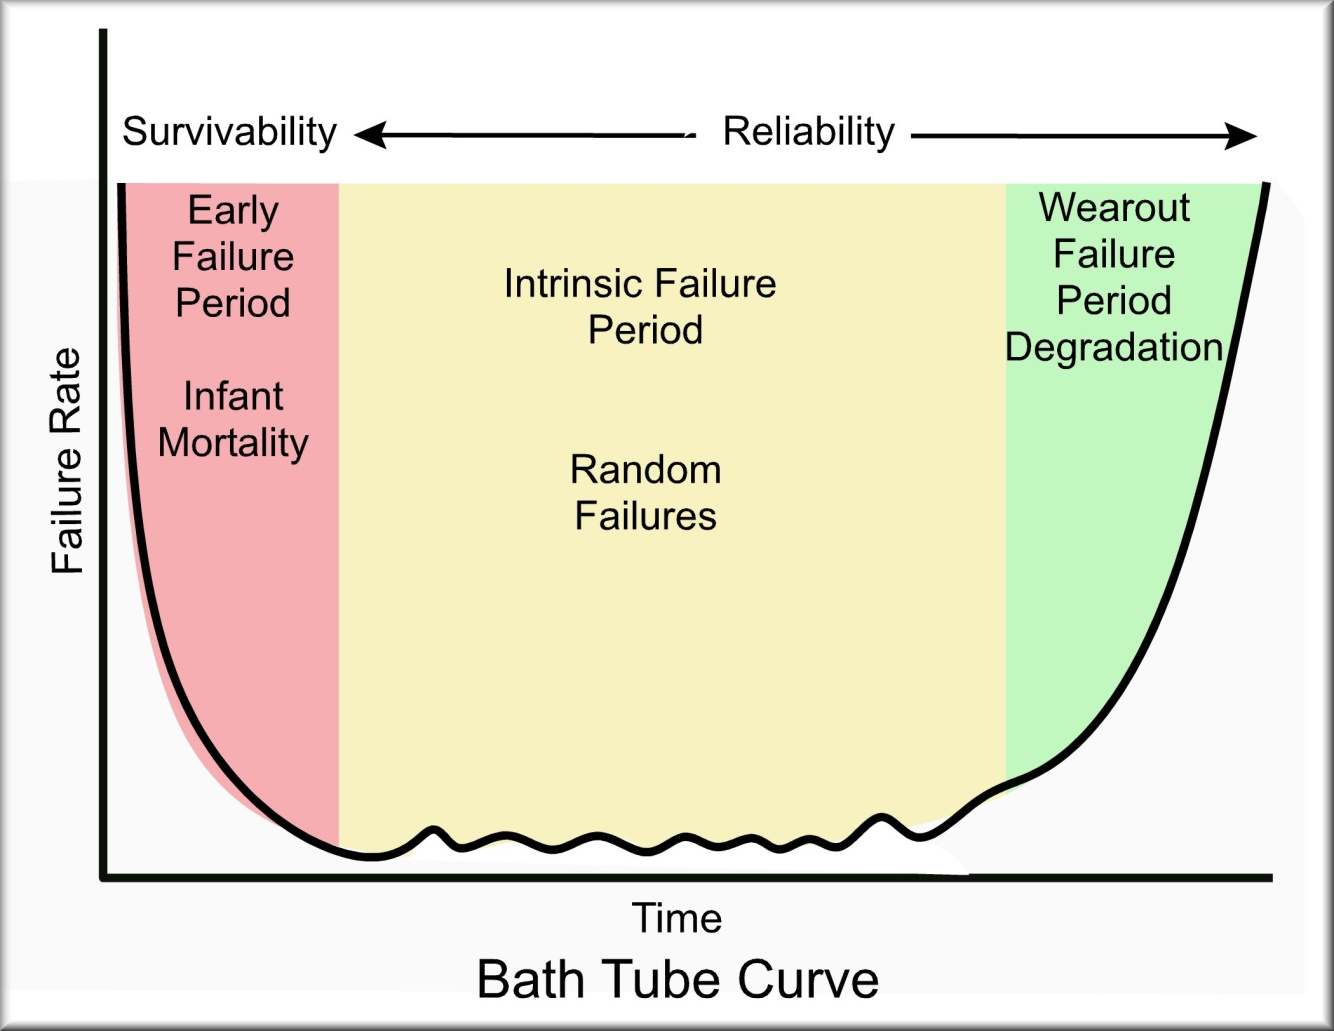 Survivability
Reliability
Early
Failure
Period
Infant
Mortality
Intrinsic Failure
Period
Random
Failures
Wearout
Failure
Period
Degradation
Failure Rate
Time
Bath Tube Curve